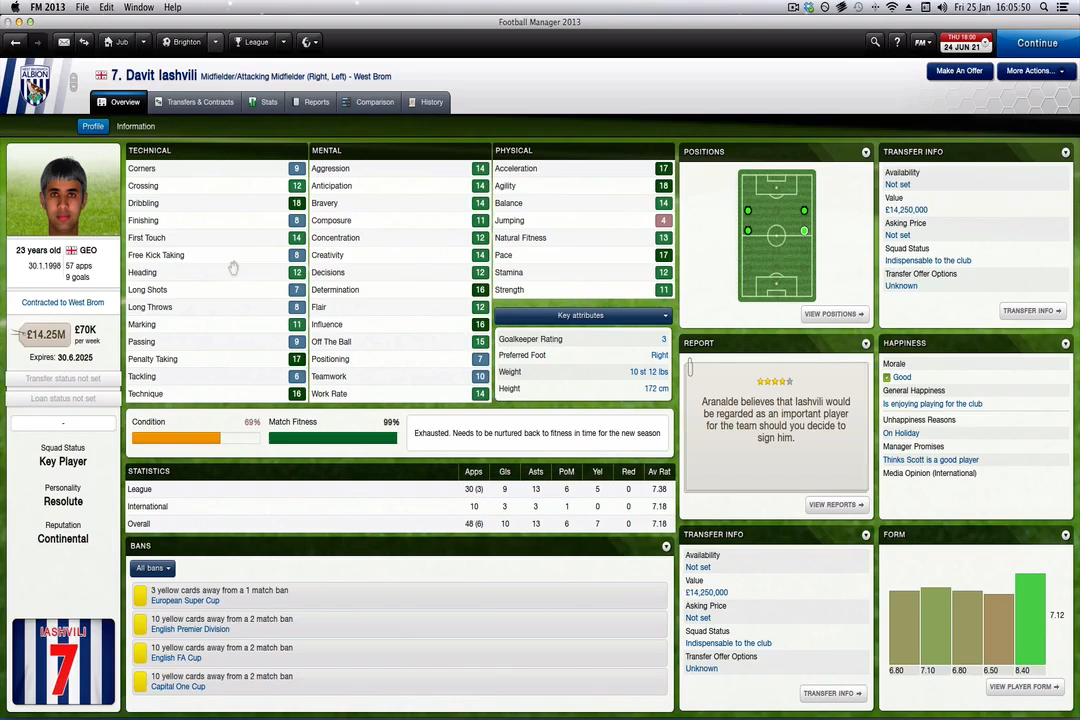 FM 2013 File Edit Window Help
Fri 25 Jan 16:05:50
Football Manager 2013
Job Brighton League
? FM THU 18:00 24 JUN 21 Continue
7. Davit Iashvili Midfielder/Attacking Midfielder (Right, Left) - West Brom
Make An Offer More Actions...
Overview Transfers & Contracts Stats Reports Comparison History
Profile Information
23 years old GEO
30.1.1998 57 apps
9 goals
Contracted to West Brom
£14.25M £70K
per week
Expires: 30.6.2025
Transfer status not set
Loan status not set
-
Squad Status
Key Player
Personality
Resolute
Reputation
Continental
IASHVILI
7
TECHNICAL
Corners 9
Crossing 12
Dribbling 18
Finishing 8
First Touch 14
Free Kick Taking 8
Heading 12
Long Shots 7
Long Throws 8
Marking 11
Passing 9
Penalty Taking 17
Tackling 6
Technique 16
MENTAL
Aggression 14
Anticipation 14
Bravery 14
Composure 11
Concentration 12
Creativity 14
Decisions 12
Determination 16
Flair 12
Influence 16
Off The Ball 15
Positioning 7
Teamwork 10
Work Rate 14
PHYSICAL
Acceleration 17
Agility 18
Balance 14
Jumping 4
Natural Fitness 13
Pace 17
Stamina 12
Strength 11
Key attributes
Goalkeeper Rating 3
Preferred Foot Right
Weight 10 st 12 lbs
Height 172 cm
Condition 69% Match Fitness 99%
Exhausted. Needs to be nurtured back to fitness in time for the new season
STATISTICS Apps Gls Asts PoM Yel Red Av Rat
League 30 (3) 9 13 6 5 0 7.38
International 10 3 3 1 0 0 7.18
Overall 48 (6) 10 13 6 7 0 7.18
BANS
All bans
3 yellow cards away from a 1 match ban
European Super Cup
10 yellow cards away from a 2 match ban
English Premier Division
10 yellow cards away from a 2 match ban
English FA Cup
10 yellow cards away from a 2 match ban
Capital One Cup
POSITIONS
VIEW POSITIONS
REPORT
Aranalde believes that Iashvili would
be regarded as an important player
for the team should you decide to
sign him.
VIEW REPORTS
TRANSFER INFO
Availability
Not set
Value
£14,250,000
Asking Price
Not set
Squad Status
Indispensable to the club
Transfer Offer Options
Unknown
TRANSFER INFO
TRANSFER INFO
Availability
Not set
Value
£14,250,000
Asking Price
Not set
Squad Status
Indispensable to the club
Transfer Offer Options
Unknown
TRANSFER INFO
HAPPINESS
Morale
Good
General Happiness
Is enjoying playing for the club
Unhappiness Reasons
On Holiday
Manager Promises
Thinks Scott is a good player
Media Opinion (International)
FORM
7.12
6.80 7.10 6.80 6.50 8.40
VIEW PLAYER FORM